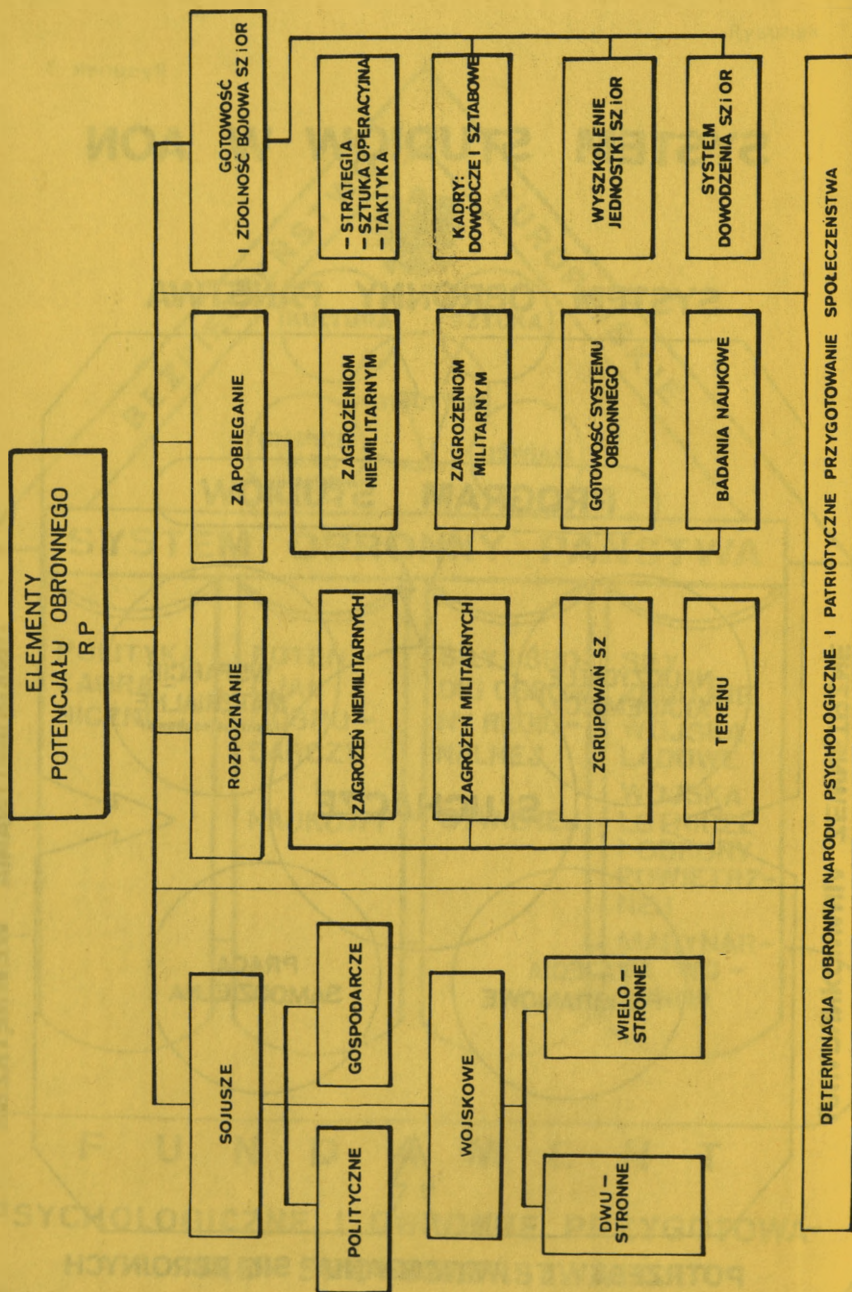 ELEMENTY
POTENCJAŁU OBRONNEGO
RP
SOJUSZE
POLITYCZNE
GOSPODARCZE
WOJSKOWE
DWU —
STRONNE
WIELO —
STRONNE
ROZPOZNANIE
ZAGROŻEŃ NIEMILITARNYCH
ZAGROŻEŃ MILITARNYCH
ZGRUPOWAŃ SZ
TERENU
ZAPOBIEGANIE
ZAGROŻENIOM
NIEMILITARNYM
ZAGROŻENIOM
MILITARNYM
GOTOWOŚĆ SYSTEMU
OBRONNEGO
BADANIA NAUKOWE
GOTOWOŚĆ
I ZDOLNOŚĆ BOJOWA SZ i OR
— STRATEGIA
— SZTUKA OPERACYJNA
— TAKTYKA
KADRY:
DOWÓDCZE I SZTABOWE
WYSZKOLENIE
JEDNOSTKI SZ i OR
SYSTEM
DOWODZENIA SZ i OR
DETERMINACJA OBRONNA NARODU PSYCHOLOGICZNE I PATRIOTYCZNE PRZYGOTOWANIE SPOŁECZEŃSTWA